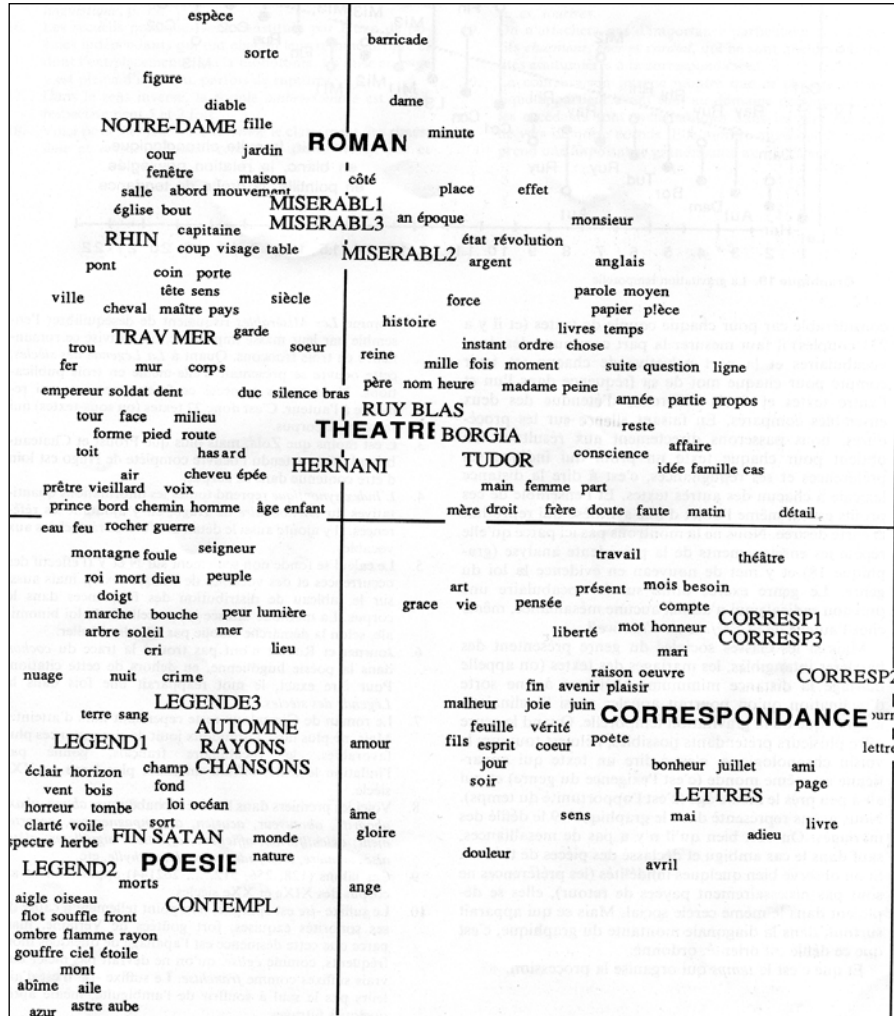 espèce
barricade
sorte
figure
dame
diable
NOTRE-DAME fille
ROMAN minute
cour jardin
fenêtre
maison côté
salle abord mouvement place effet
MISERABL1
église bout
MISERABL3 an époque monsieur
capitaine
RHIN état révolution
coup visage table MISERABL2
argent anglais
pont
coin porte
tête sens parole moyen
ville siècle force
cheval maître pays papier pièce
histoire livres temps
TRAV MER garde
trou instant ordre chose
reine
fer mur corps mille fois moment suite question ligne
père nom heure madame peine
empereur soldat dent duc silence bras
année partie propos
RUY BLAS
tour face milieu
THEATRE BORGIA reste
forme pied route
affaire
toit hasard conscience
TUDOR
HERNANI idée famille cas
air cheveu épée
main femme
prêtre vieillard voix
prince bord chemin homme âge enfant
mère droit frère doute faute matin détail
eau feu rocher guerre
montagne foule seigneur travail
théâtre
roi mort dieu peuple
art présent mois besoin
doigt
grace vie pensée compte
marche bouche peur lumière
CORRESP1
arbre soleil mer liberté mot honneur
CORRESP3
cri lieu mari
nuage nuit crime raison oeuvre CORRESP2
fin avenir plaisir
LEGENDE3 malheur joie juin
terre sang CORRESPONDANCE
AUTOMNE feuille vérité
LEGEND1 RAYONS amour fils esprit coeur poète lettre
CHANSONS jour bonheur juillet ami
éclair horizon champ soir page
vent bois fond
LETTRES
horreur tombe loi océan
âme sens mai livre
clarté voile sort
FIN SATAN monde gloire adieu
spectre herbe
POESIE nature douleur
avril
LEGEND2
morts ange
aigle oiseau
CONTEMPL
flot souffle front
ombre flamme rayon
gouffre ciel étoile
mont
abîme aile
astre aube
azur